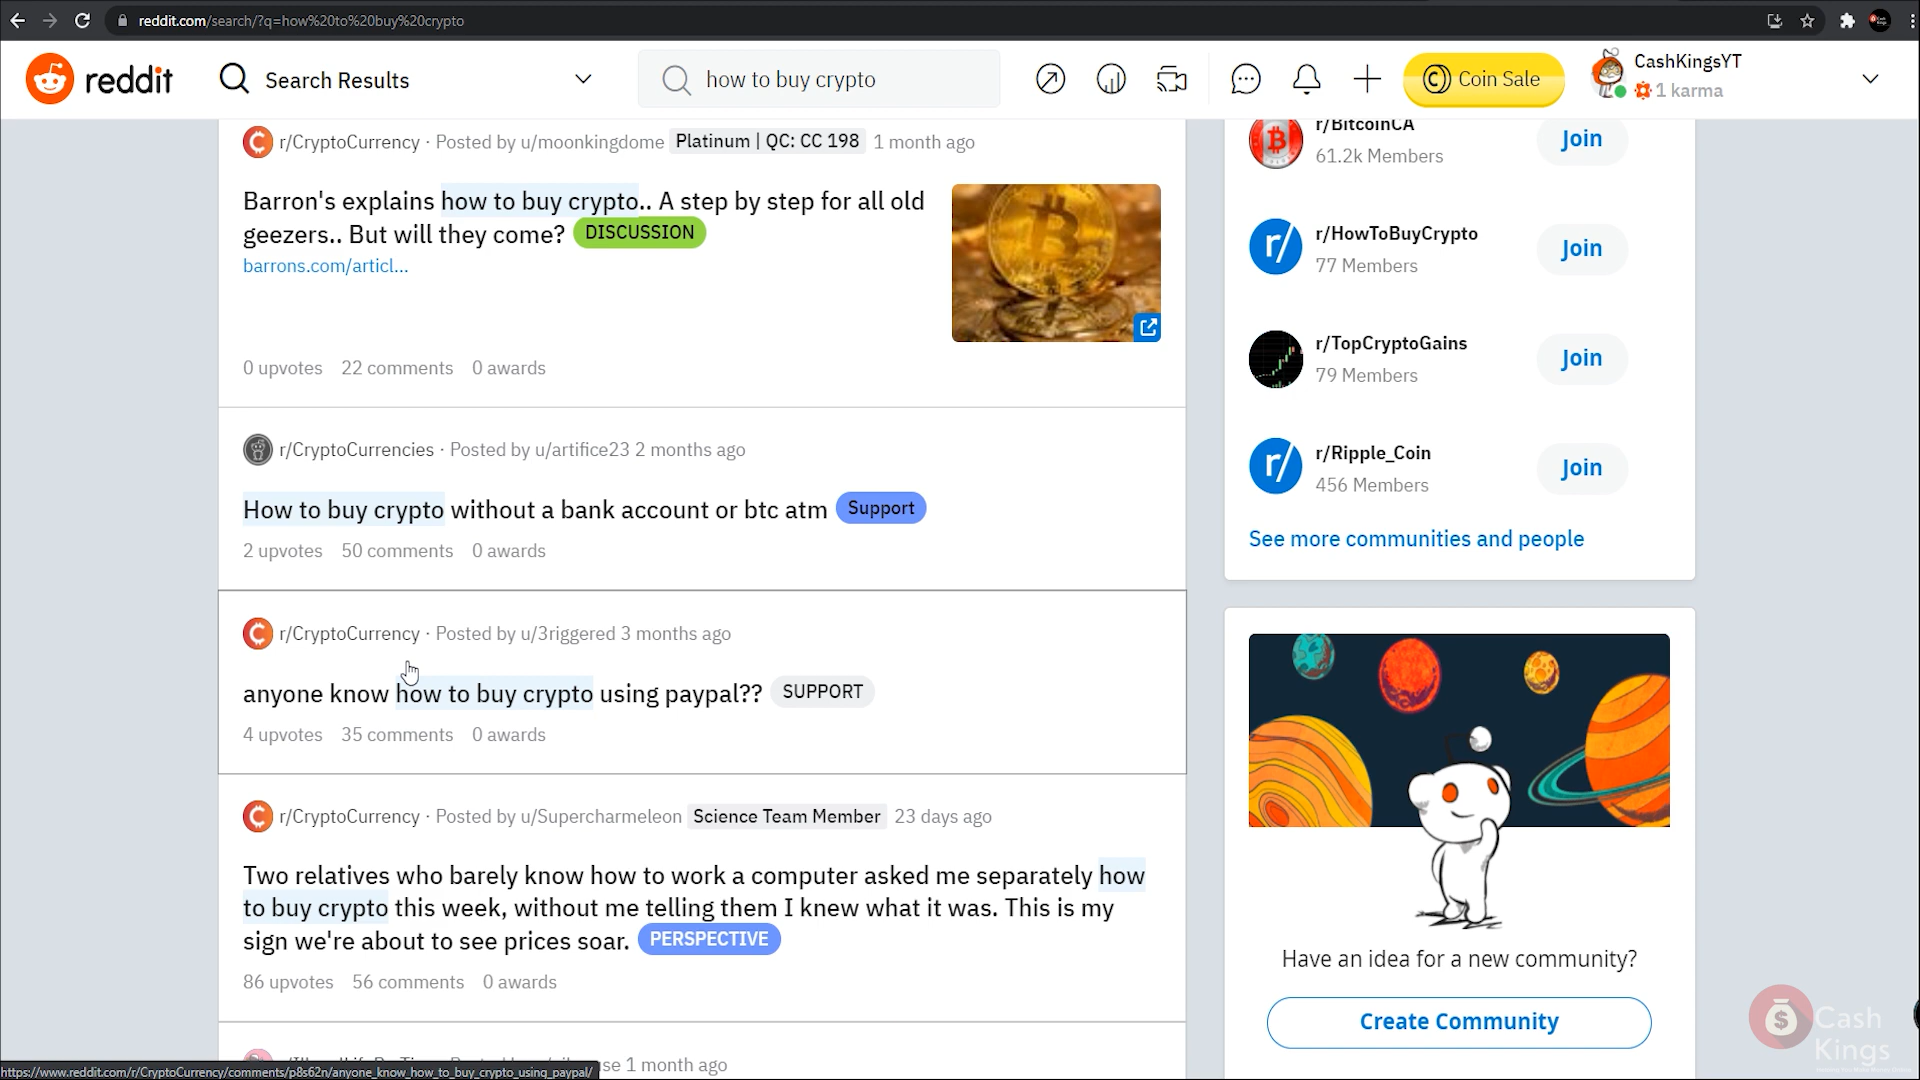 reddit.com/search/?q=how%20to%20buy%20crypto
reddit
Search Results
how to buy crypto
Coin Sale
CashKingsYT
1 karma
r/CryptoCurrency · Posted by u/moonkingdome Platinum | QC: CC 198 1 month ago
Barron's explains how to buy crypto.. A step by step for all old
geezers.. But will they come? DISCUSSION
barrons.com/articl...
0 upvotes 22 comments 0 awards
r/CryptoCurrencies · Posted by u/artifice23 2 months ago
How to buy crypto without a bank account or btc atm Support
2 upvotes 50 comments 0 awards
r/CryptoCurrency · Posted by u/3riggered 3 months ago
anyone know how to buy crypto using paypal?? SUPPORT
4 upvotes 35 comments 0 awards
r/CryptoCurrency · Posted by u/Supercharmeleon Science Team Member 23 days ago
Two relatives who barely know how to work a computer asked me separately how
to buy crypto this week, without me telling them I knew what it was. This is my
sign we're about to see prices soar. PERSPECTIVE
86 upvotes 56 comments 0 awards
1 month ago
https://www.reddit.com/r/CryptoCurrency/comments/p8s62n/anyone_know_how_to_buy_crypto_using_paypal/
r/BitcoinCA
61.2k Members
Join
r/HowToBuyCrypto
77 Members
Join
r/TopCryptoGains
79 Members
Join
r/Ripple_Coin
456 Members
Join
See more communities and people
Have an idea for a new community?
Create Community
Cash
Kings